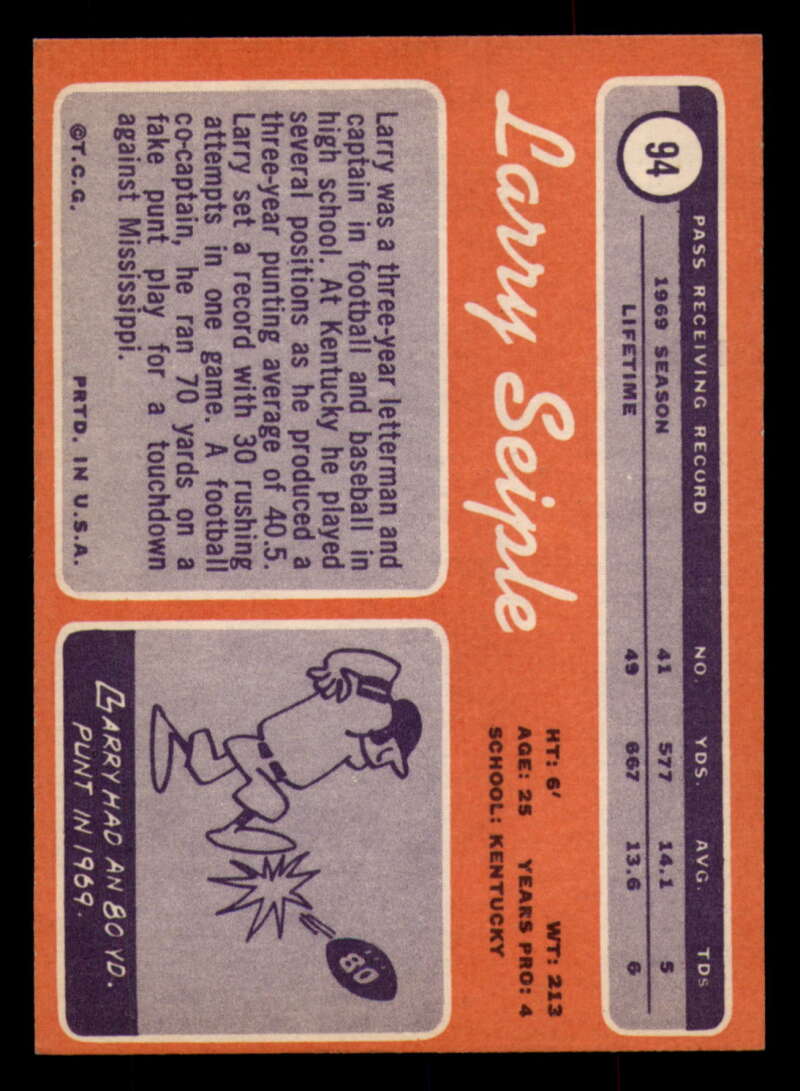 94
PASS RECEIVING RECORD NO. YDS. AVG. TDs
1969 SEASON 41 577 14.1 5
LIFETIME 49 667 13.6 6
Larry Seiple
HT: 6' WT: 213
AGE: 25 YEARS PRO: 4
SCHOOL: KENTUCKY
Larry was a three-year letterman and
captain in football and baseball in
high school. At Kentucky he played
several positions as he produced a
three-year punting average of 40.5.
Larry set a record with 30 rushing
attempts in one game. A football
co-captain, he ran 70 yards on a
fake punt play for a touchdown
against Mississippi.
©T.C.G. PRTD. IN U.S.A.
80
LARRY HAD AN 80 YD.
PUNT IN 1969.